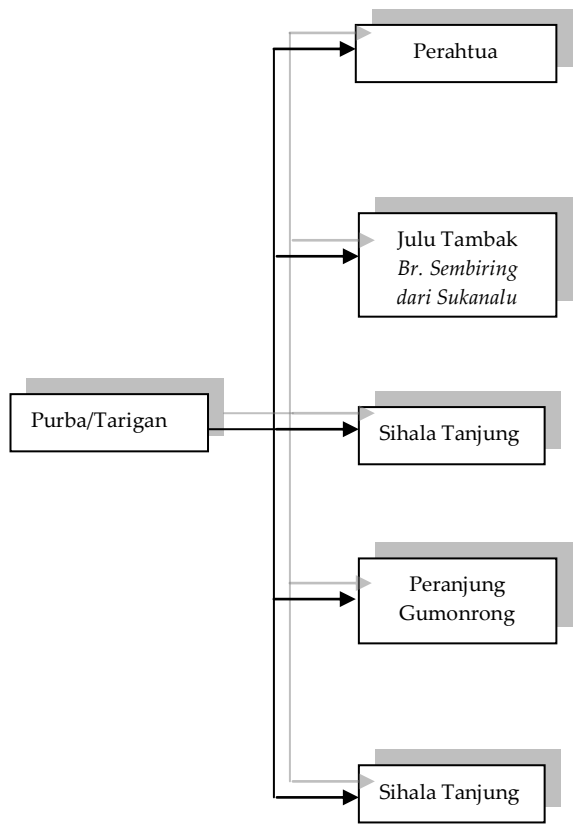 Perahtua
Julu Tambak
Br. Sembiring
dari Sukanalu
Purba/Tarigan
Sihala Tanjung
Peranjung
Gumonrong
Sihala Tanjung